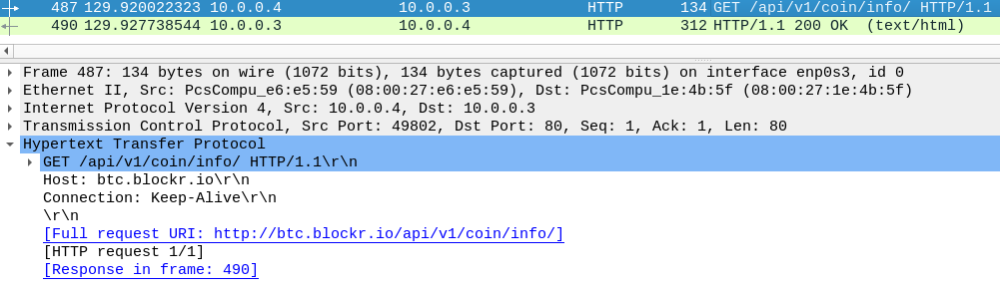 487 129.920022323 10.0.0.4 10.0.0.3 HTTP 134 GET /api/v1/coin/info/ HTTP/1.1
490 129.927738544 10.0.0.3 10.0.0.4 HTTP 312 HTTP/1.1 200 OK (text/html)
Frame 487: 134 bytes on wire (1072 bits), 134 bytes captured (1072 bits) on interface enp0s3, id 0
Ethernet II, Src: PcsCompu_e6:e5:59 (08:00:27:e6:e5:59), Dst: PcsCompu_1e:4b:5f (08:00:27:1e:4b:5f)
Internet Protocol Version 4, Src: 10.0.0.4, Dst: 10.0.0.3
Transmission Control Protocol, Src Port: 49802, Dst Port: 80, Seq: 1, Ack: 1, Len: 80
Hypertext Transfer Protocol
GET /api/v1/coin/info/ HTTP/1.1\r\n
Host: btc.blockr.io\r\n
Connection: Keep-Alive\r\n
\r\n
[Full request URI: http://btc.blockr.io/api/v1/coin/info/]
[HTTP request 1/1]
[Response in frame: 490]